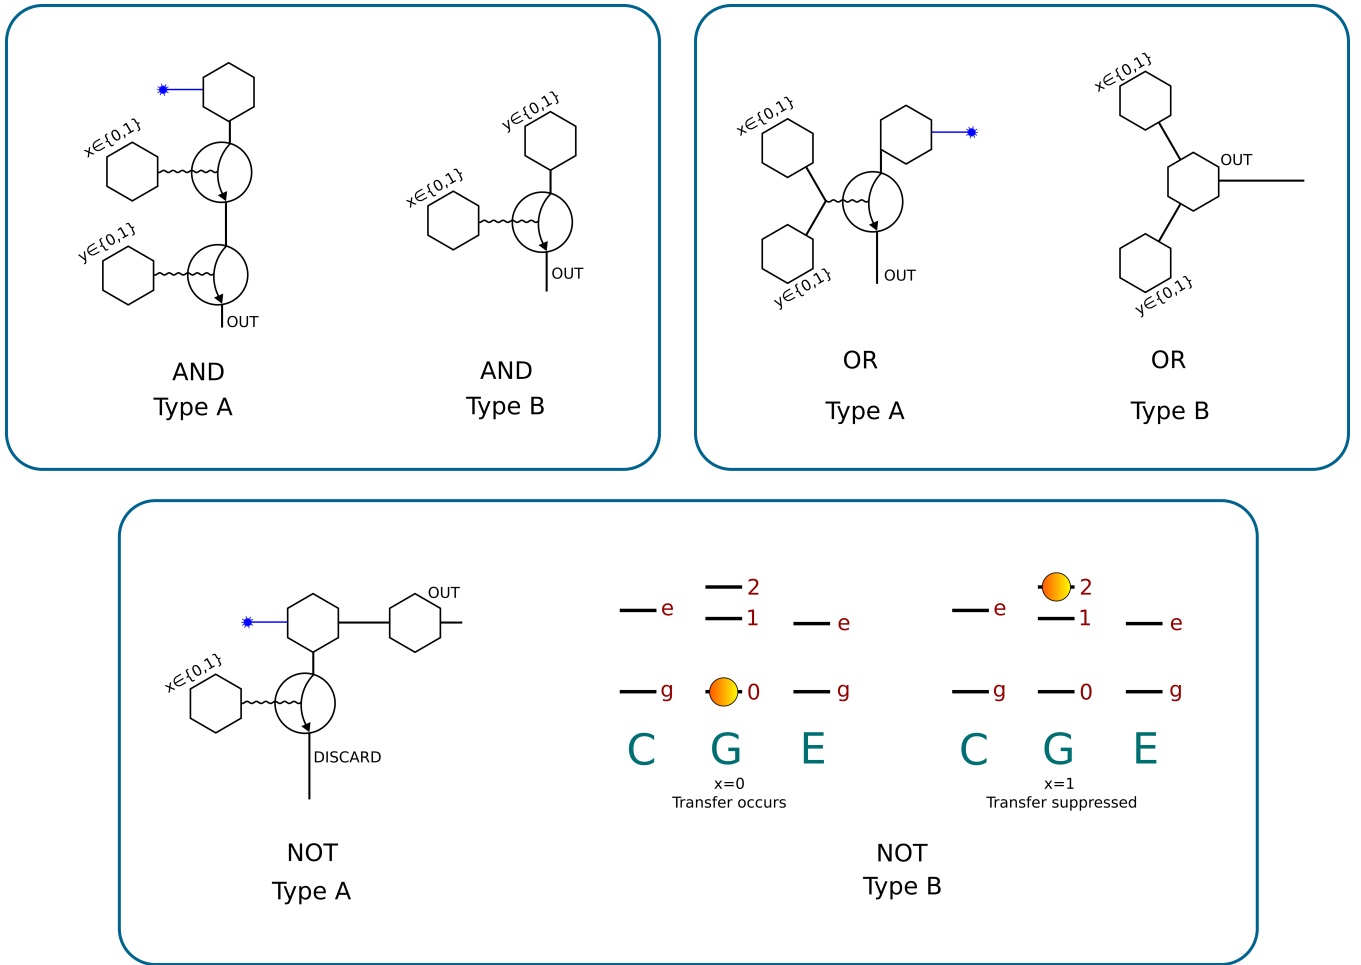 x∈{0,1}
y∈{0,1}
OUT
AND
Type A
y∈{0,1}
x∈{0,1}
OUT
AND
Type B
x∈{0,1}
y∈{0,1}
OUT
OR
Type A
x∈{0,1}
OUT
y∈{0,1}
OR
Type B
OUT
x∈{0,1}
DISCARD
NOT
Type A
2
e
1
e
g
0
g
C G E
x=0
Transfer occurs
2
e
1
e
g
0
g
C G E
x=1
Transfer suppressed
NOT
Type B